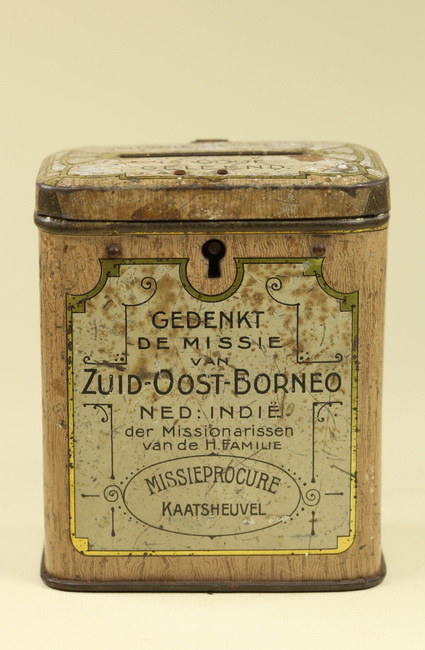 GEDENKT
DE MISSIE
VAN
ZUID-OOST-BORNEO
NED: INDIË
der Missionarissen
van de H. FAMILIE
MISSIEPROCURE
KAATSHEUVEL